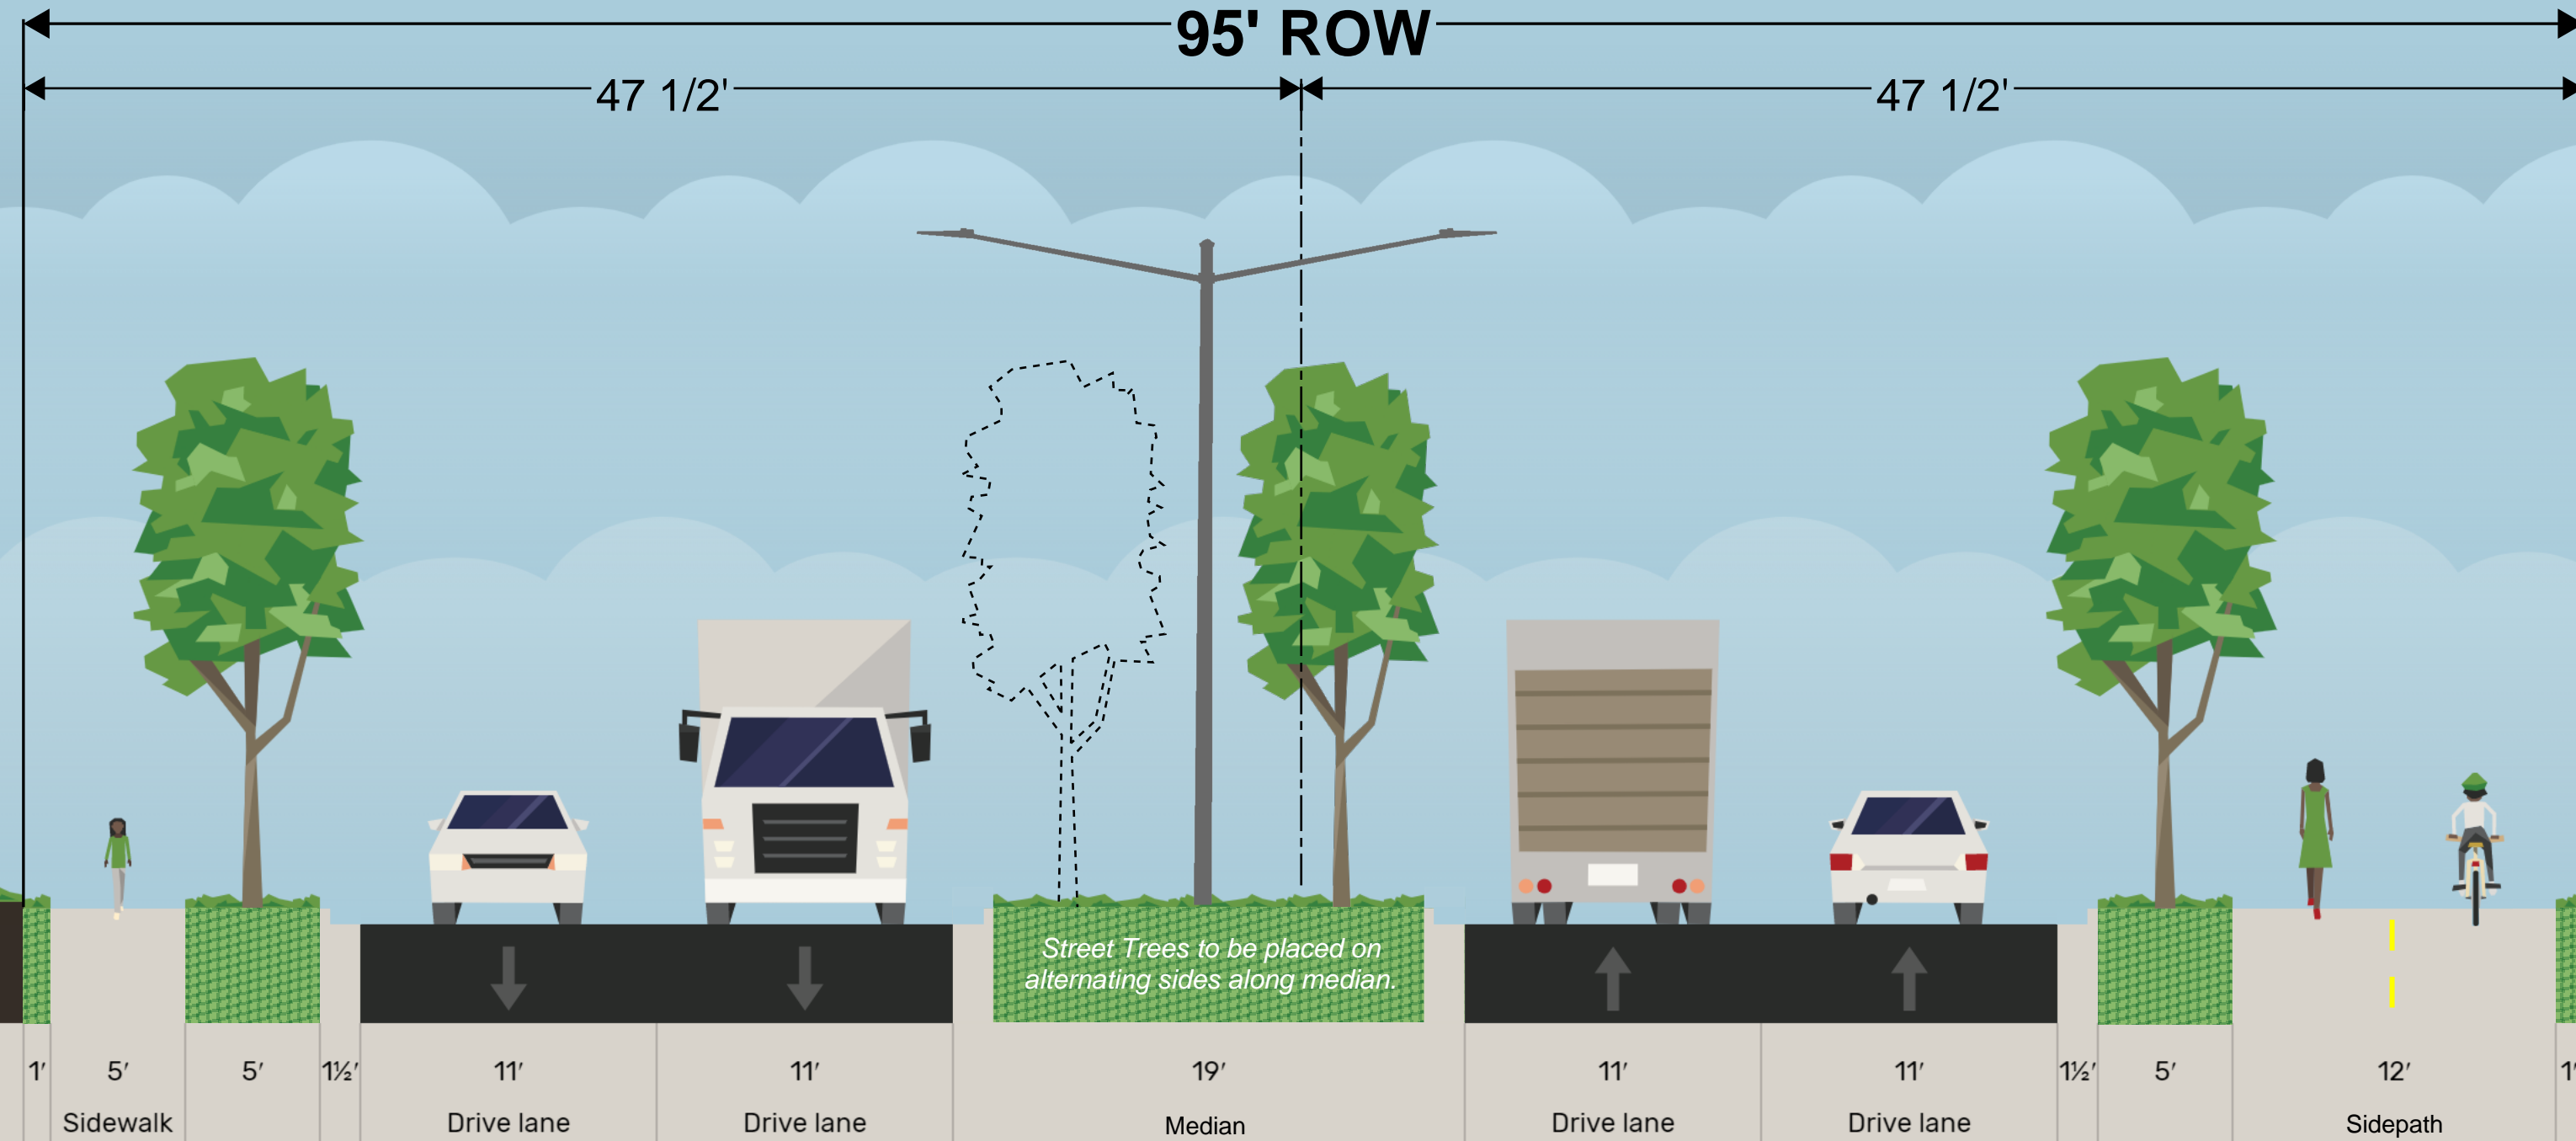 95' ROW
47 1/2'
47 1/2'
Street Trees to be placed on
alternating sides along median.
1′ 5′ 5′ 1½′ 11′ 11′ 19′ 11′ 11′ 1½′ 5′ 12′ 1′
Sidewalk Drive lane Drive lane Median Drive lane Drive lane Sidepath